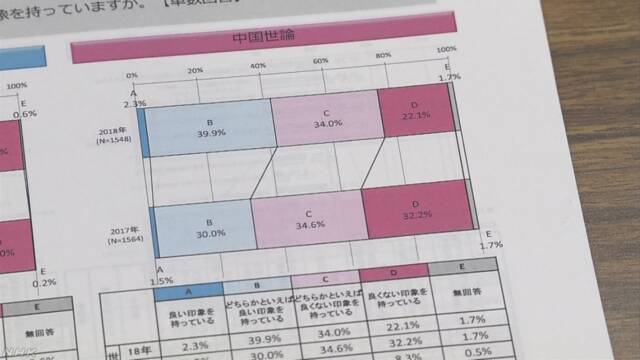 象を持っていますか。【単数回答】
中国世論
100% 0% 20% 40% 60% 80% 100%
E
0.6%
A
2.3%
E
1.7%
2018年
(N=1548)
B
39.9%
C
34.0%
D
22.1%
2017年
(N=1564)
B
30.0%
C
34.6%
D
32.2%
E
0.2%
A
1.5%
E
1.7%
E A B C D E
無回答 良い印象を
持っている どちらかといえば
良い印象を
持っている どちらかといえば
良くない印象を
持っている 良くない印象を
持っている 無回答
18年 2.3% 39.9% 34.0% 22.1% 1.7%
世 30.0% 34.6% 32.2% 1.7%
8.3% 0.5%
NHK